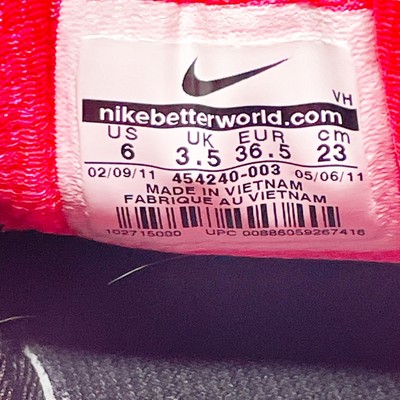 VH
nikebetterworld.com
US UK EUR cm
6 3.5 36.5 23
02/09/11 454240-003 05/06/11
MADE IN VIETNAM
FABRIQUE AU VIETNAM
102715000 UPC 00886059267416